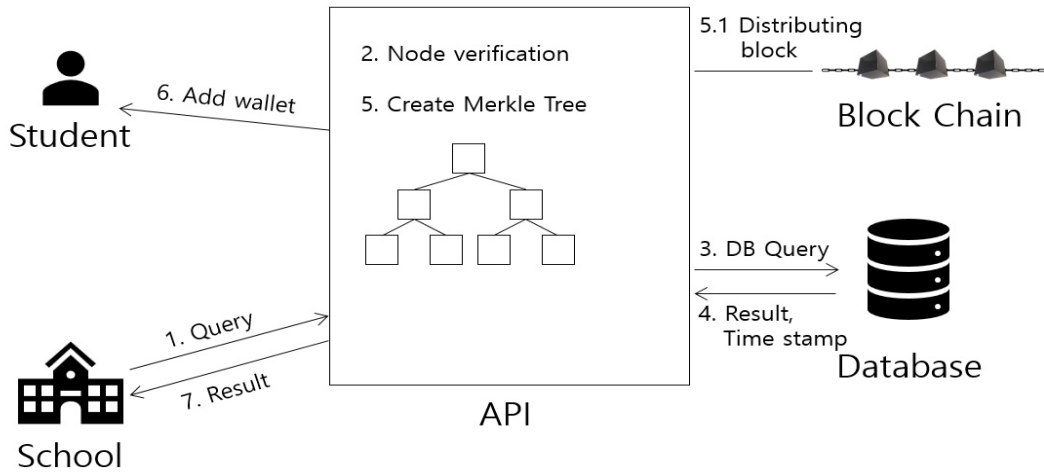 5.1 Distributing
block
2. Node verification
6. Add wallet
5. Create Merkle Tree
Student
Block Chain
3. DB Query
4. Result,
Time stamp
1. Query
7. Result
Database
API
School